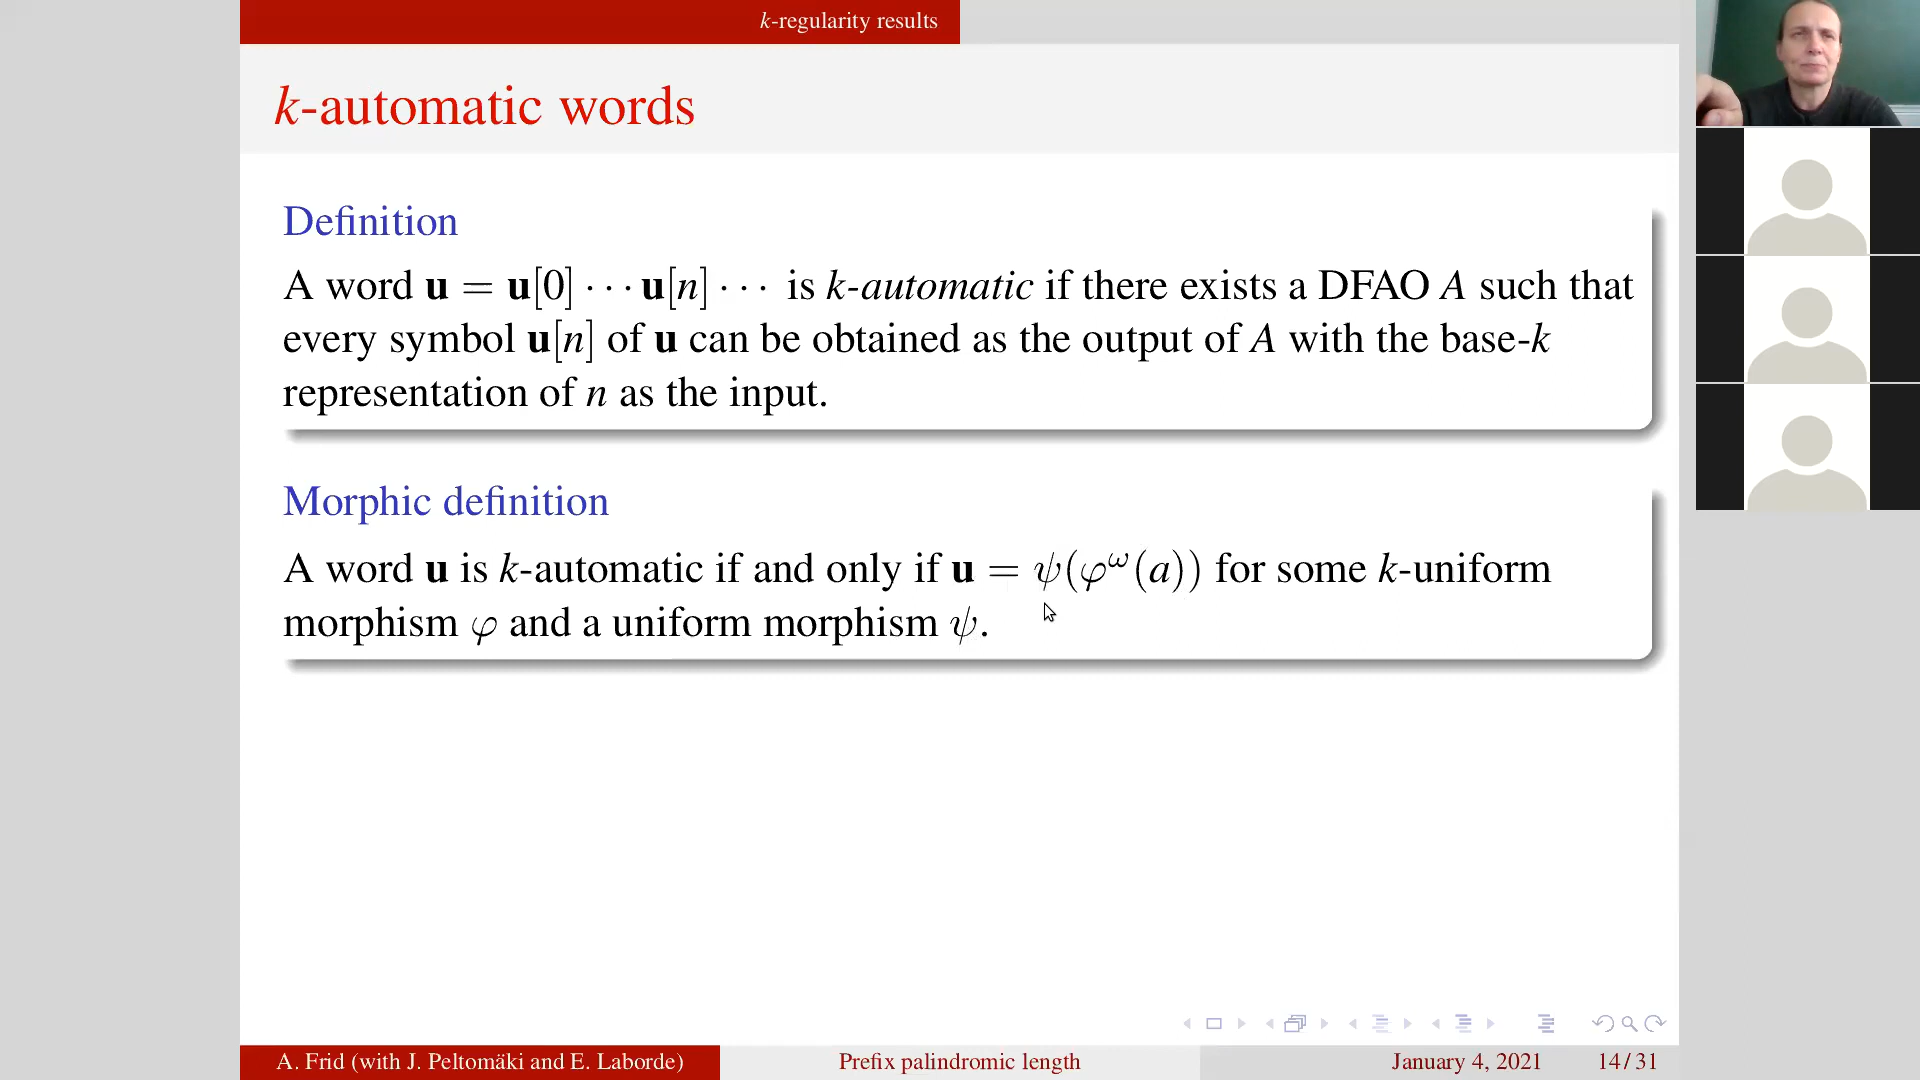 k-regularity results
k-automatic words
Definition
A word u = u[0] · · · u[n] · · · is k-automatic if there exists a DFAO A such that
every symbol u[n] of u can be obtained as the output of A with the base-k
representation of n as the input.
Morphic definition
A word u is k-automatic if and only if u = ψ(φ^ω(a)) for some k-uniform
morphism φ and a uniform morphism ψ.
A. Frid (with J. Peltomäki and E. Laborde) Prefix palindromic length January 4, 2021 14 / 31